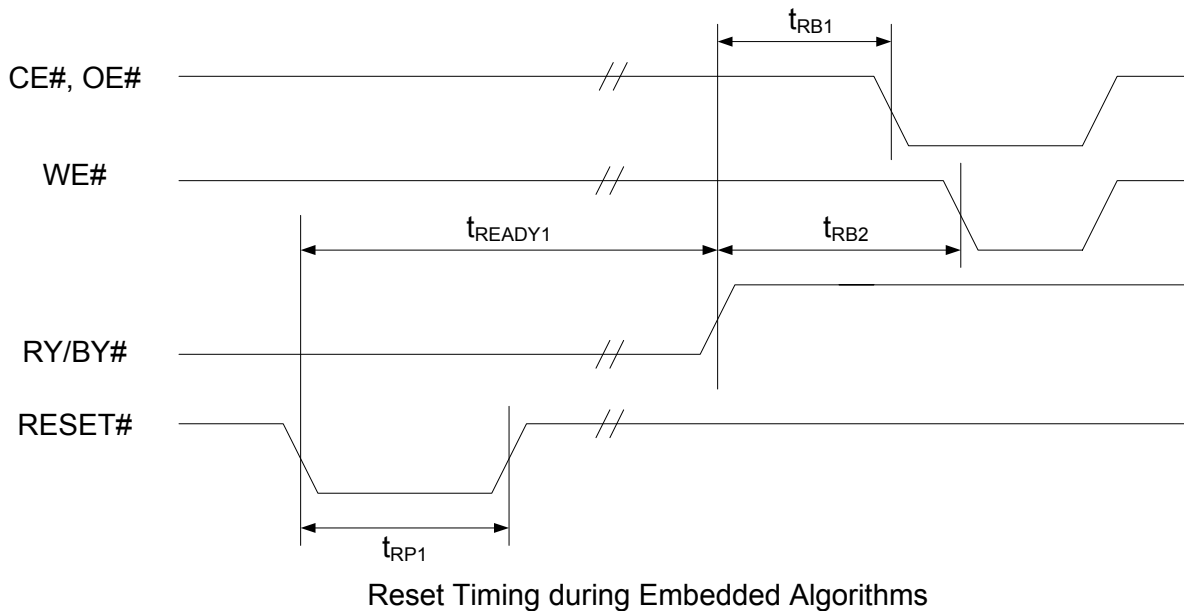 tRB1
CE#, OE#
WE#
tREADY1
tRB2
RY/BY#
RESET#
tRP1
Reset Timing during Embedded Algorithms